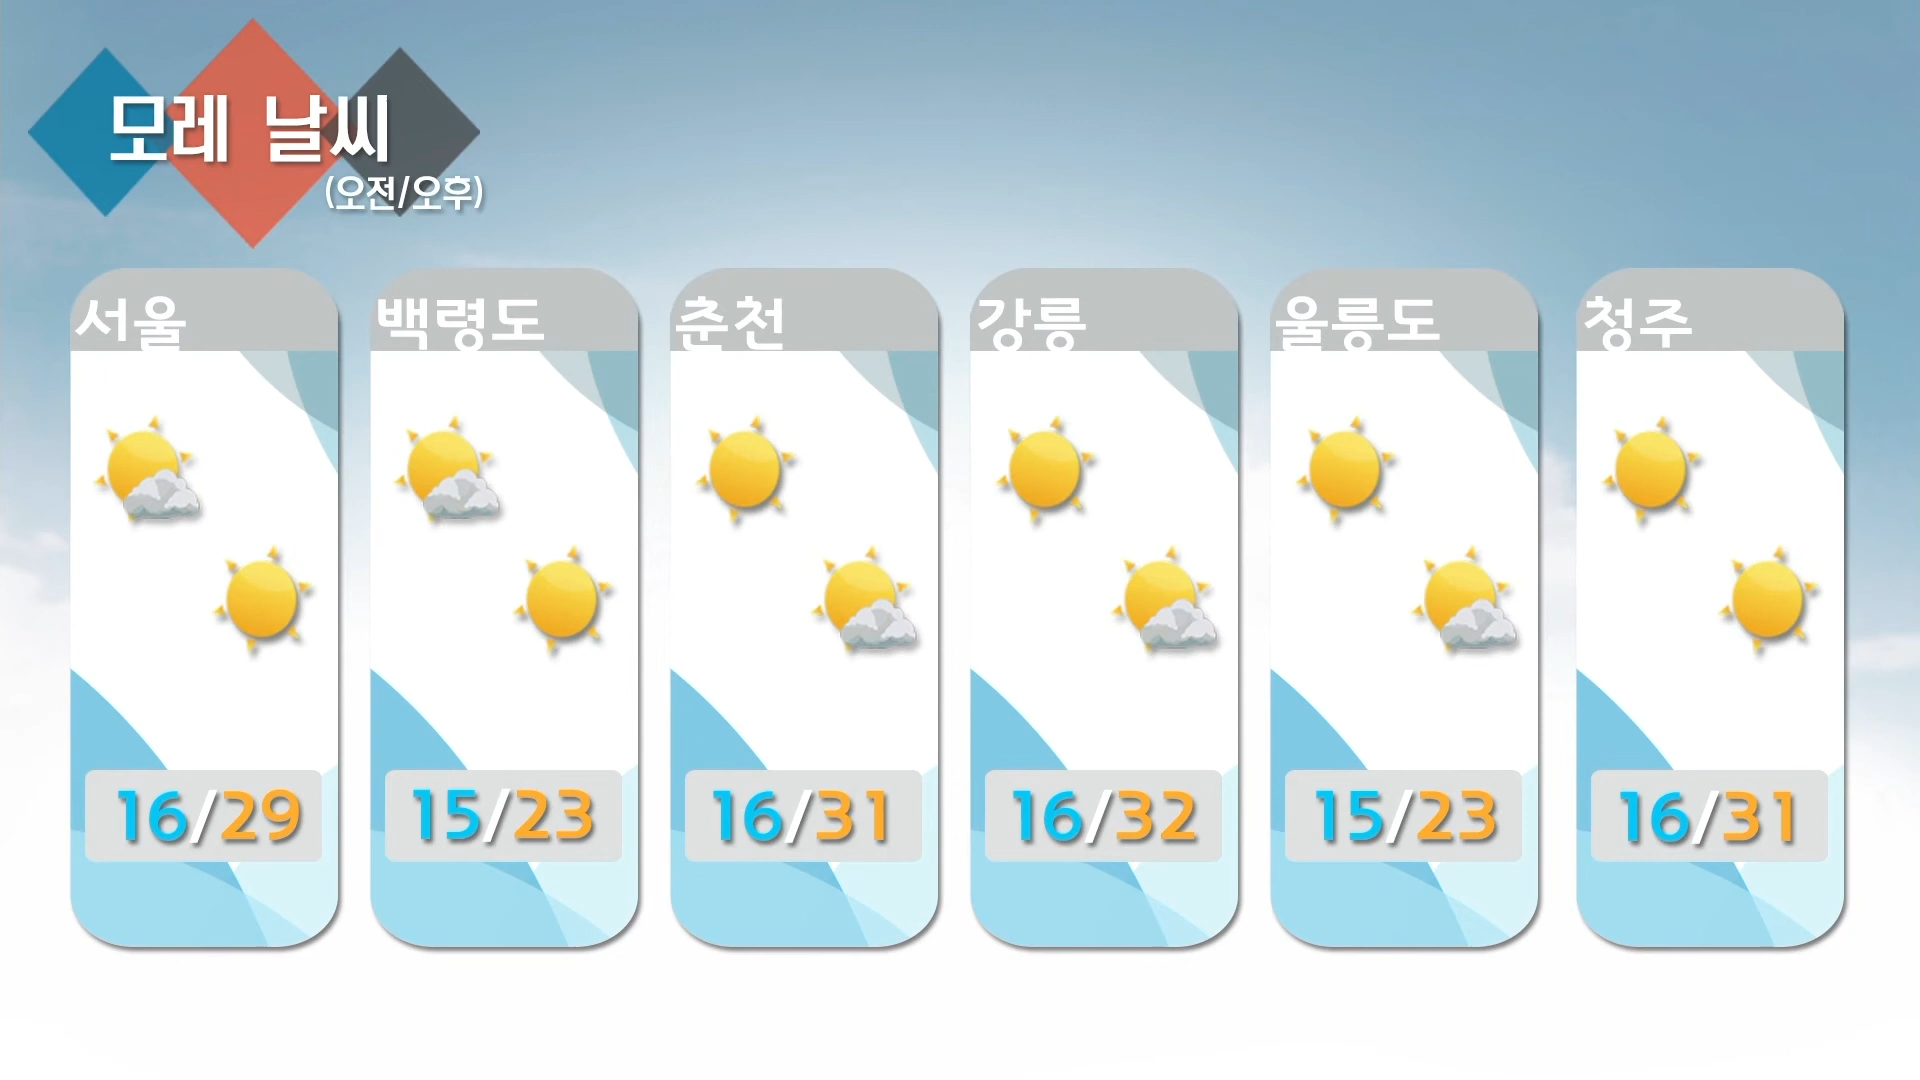 모레 날씨
(오전/오후)
서울
백령도
춘천
강릉
울릉도
청주
16/29
15/23
16/31
16/32
15/23
16/31